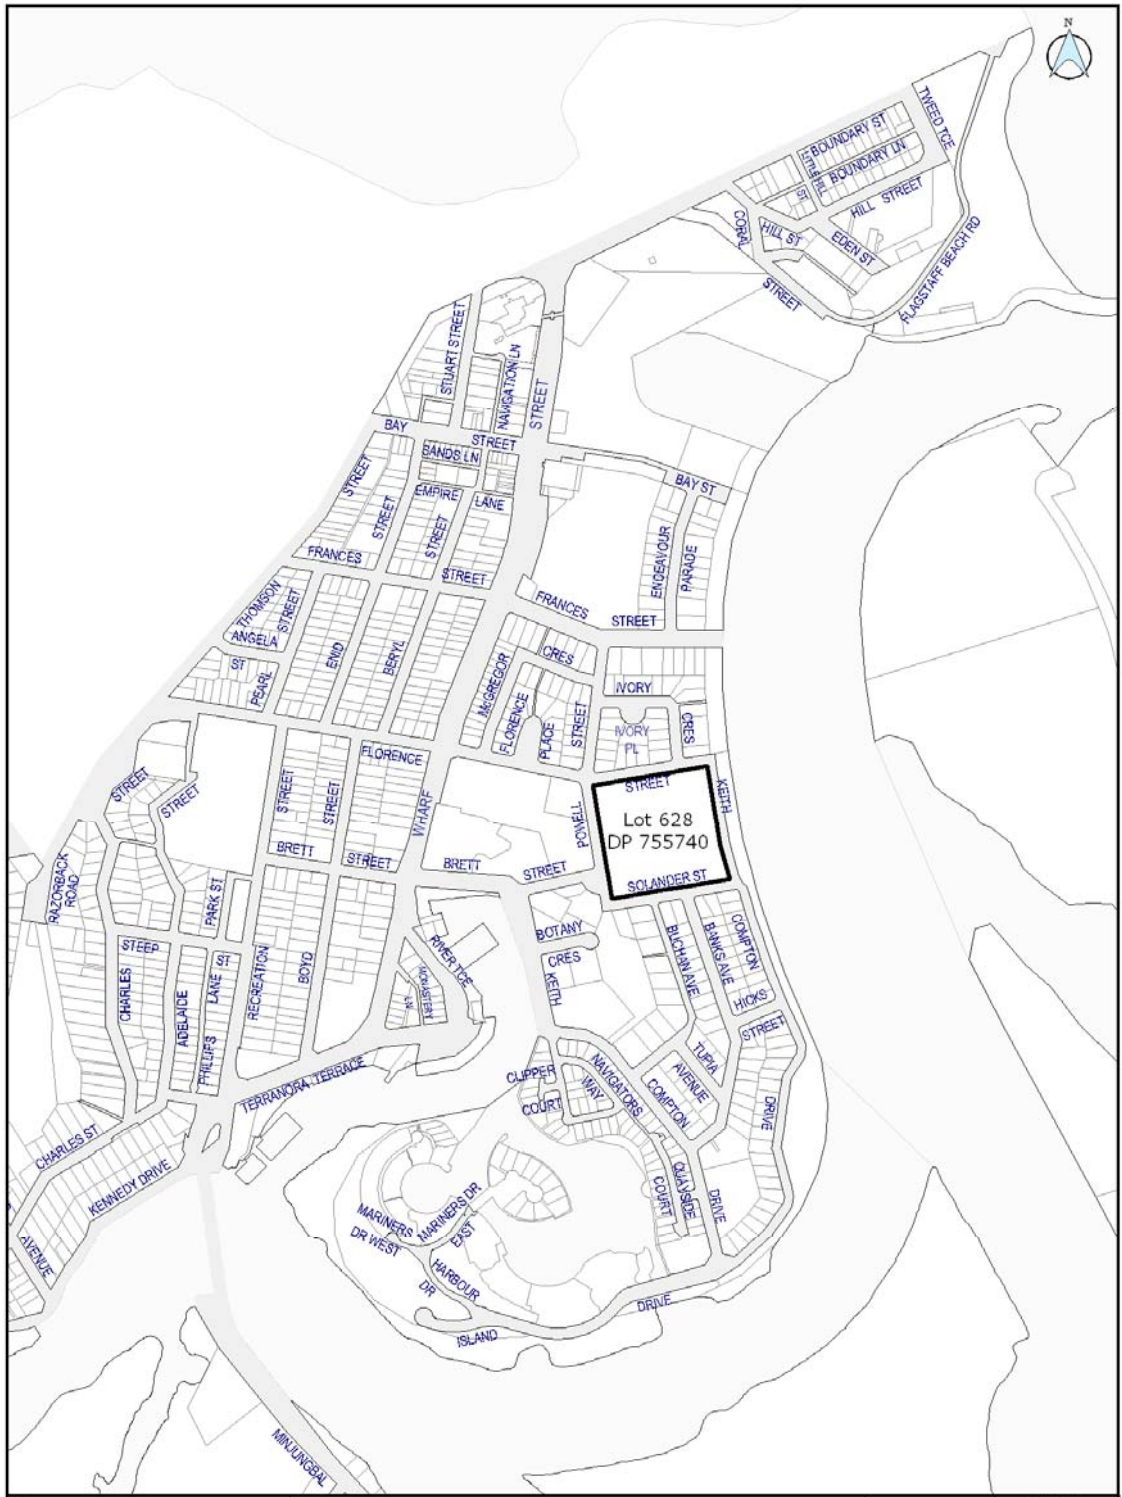 N
TWEED TCE
BOUNDARY ST
LITTLE HILL
ST
BOUNDARY LN
HILL STREET
CORAL
HILL ST
EDEN ST
STREET
FLAGSTAFF BEACH RD
STUART STREET
NAVIGATION LN
STREET
BAY
STREET
SANDS LN
BAY ST
STREET
EMPIRE
LANE
STREET
STREET
ENDEAVOUR
PARADE
FRANCES
STREET
THOMSON
STREET
FRANCES
STREET
ANGELA
ST
PEARL
ENID
BERYL
McGREGOR
CRES
IVORY
FLORENCE
PLACE
STREET
IVORY
PL
CRES
FLORENCE
STREET
STREET
STREET
STREET
STREET
WHARF
POWELL
STREET
KEITH
Lot 628
DP 755740
BRETT
STREET
BRETT
STREET
SOLANDER ST
RAZORBACK
ROAD
PARK ST
STEEP
ST
CHARLES
ADELAIDE
LANE
PHILLIPS
RECREATION
BOYD
RIVER TCE
MONASTERY
LN
BOTANY
CRES
KEITH
BUCHAN AVE
BANKS AVE
COMPTON
HICKS
STREET
TUPIA
AVENUE
COMPTON
DRIVE
NAVIGATORS
WAY
CLIPPER
COURT
TERRANORA TERRACE
CHARLES ST
KENNEDY DRIVE
AVENUE
QUAYSIDE
COURT
DRIVE
MARINERS
DR WEST
MARINERS DR
EAST
HARBOUR
DR
ISLAND
DRIVE
MINJUNGBAL